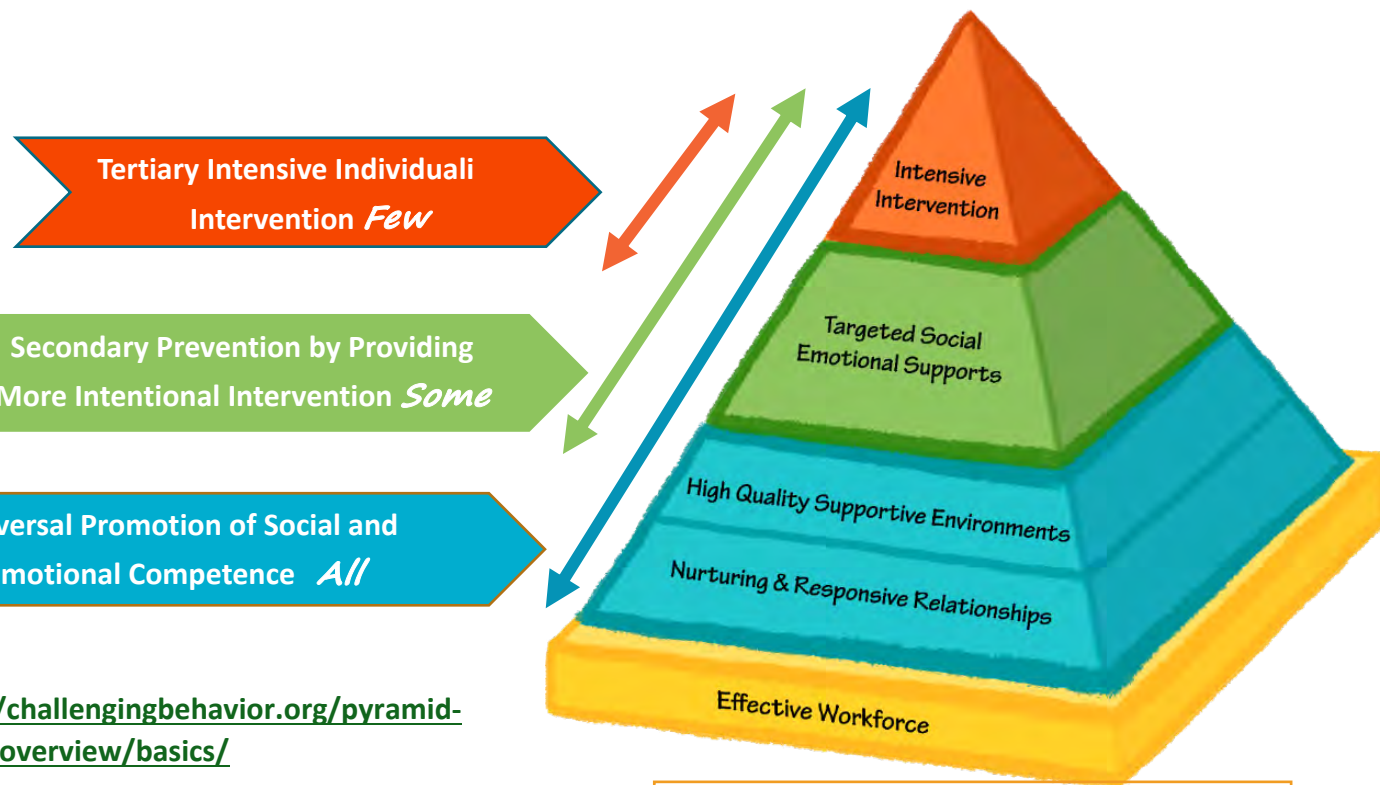 Tertiary Intensive Individuali
Intervention Few
Secondary Prevention by Providing
More Intentional Intervention Some
versal Promotion of Social and
motional Competence All
/challengingbehavior.org/pyramid-
overview/basics/
Intensive
Intervention
Targeted Social
Emotional Supports
High Quality Supportive Environments
Nurturing & Responsive Relationships
Effective Workforce